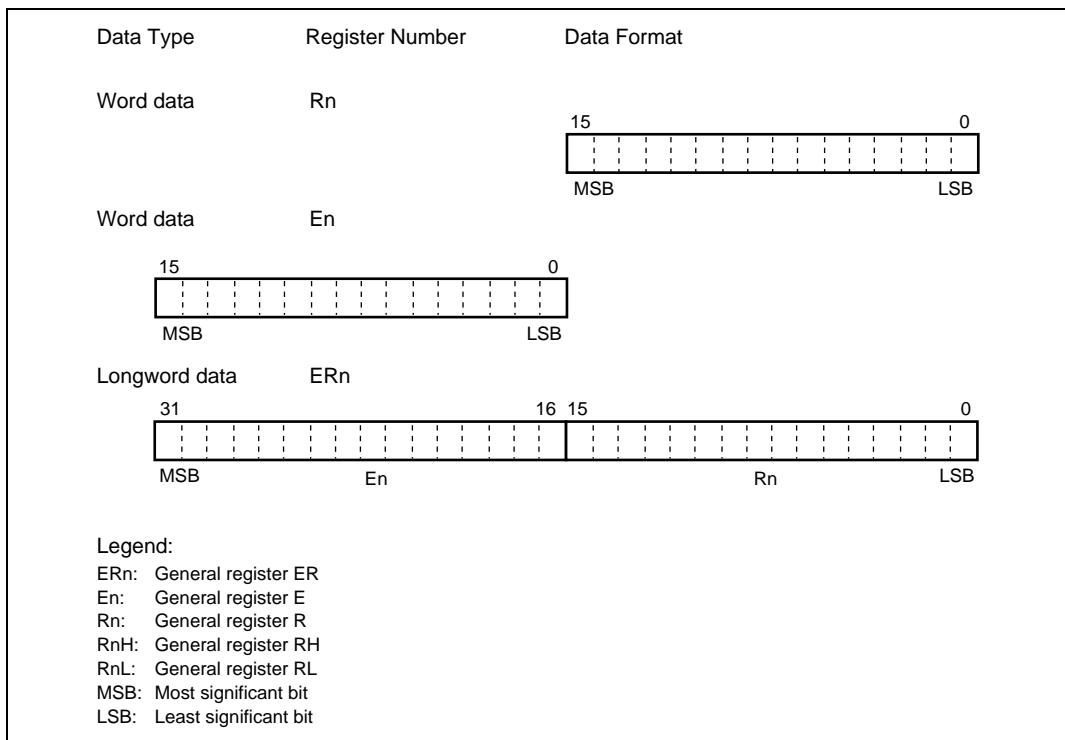 Data Type Register Number Data Format
Word data Rn
15 0
MSB LSB
Word data En
15 0
MSB LSB
Longword data ERn
31 16 15 0
MSB En Rn LSB
Legend:
ERn: General register ER
En: General register E
Rn: General register R
RnH: General register RH
RnL: General register RL
MSB: Most significant bit
LSB: Least significant bit